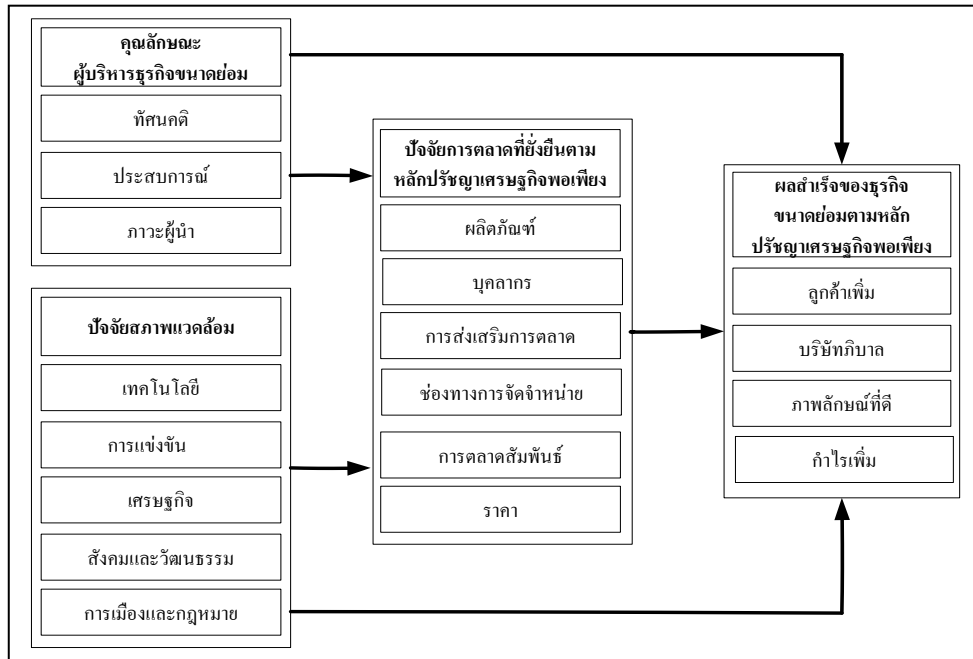 คุณลักษณะ
ผู้บริหารธุรกิจขนาดย่อม
ทัศนคติ
ประสบการณ์
ภาวะผู้นำ
ปัจจัยสภาพแวดล้อม
เทคโนโลยี
การแข่งขัน
เศรษฐกิจ
สังคมและวัฒนธรรม
การเมืองและกฎหมาย
ปัจจัยการตลาดที่ยั่งยืนตาม
หลักปรัชญาเศรษฐกิจพอเพียง
ผลิตภัณฑ์
บุคลากร
การส่งเสริมการตลาด
ช่องทางการจัดจำหน่าย
การตลาดสัมพันธ์
ราคา
ผลสำเร็จของธุรกิจ
ขนาดย่อมตามหลัก
ปรัชญาเศรษฐกิจพอเพียง
ลูกค้าเพิ่ม
บริษัทภิบาล
ภาพลักษณ์ที่ดี
กำไรเพิ่ม